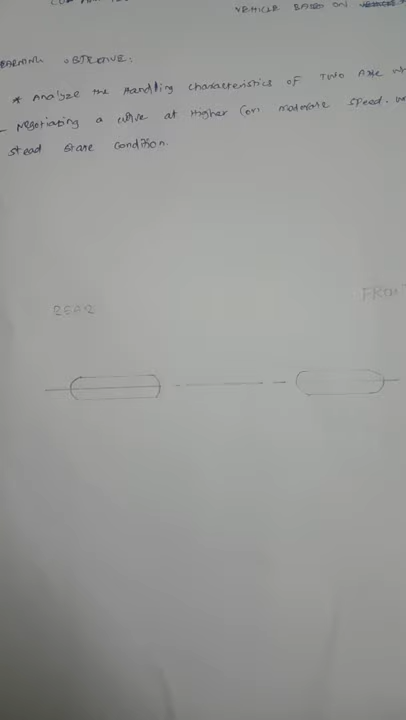 VEHICLE BASED ON
OBJECTIVE:
* Analyze the Handling characteristics OF TWO Axle
- Negotiating a curve at Higher (or) moderate speed.
stead state condition.
REAR
FRONT